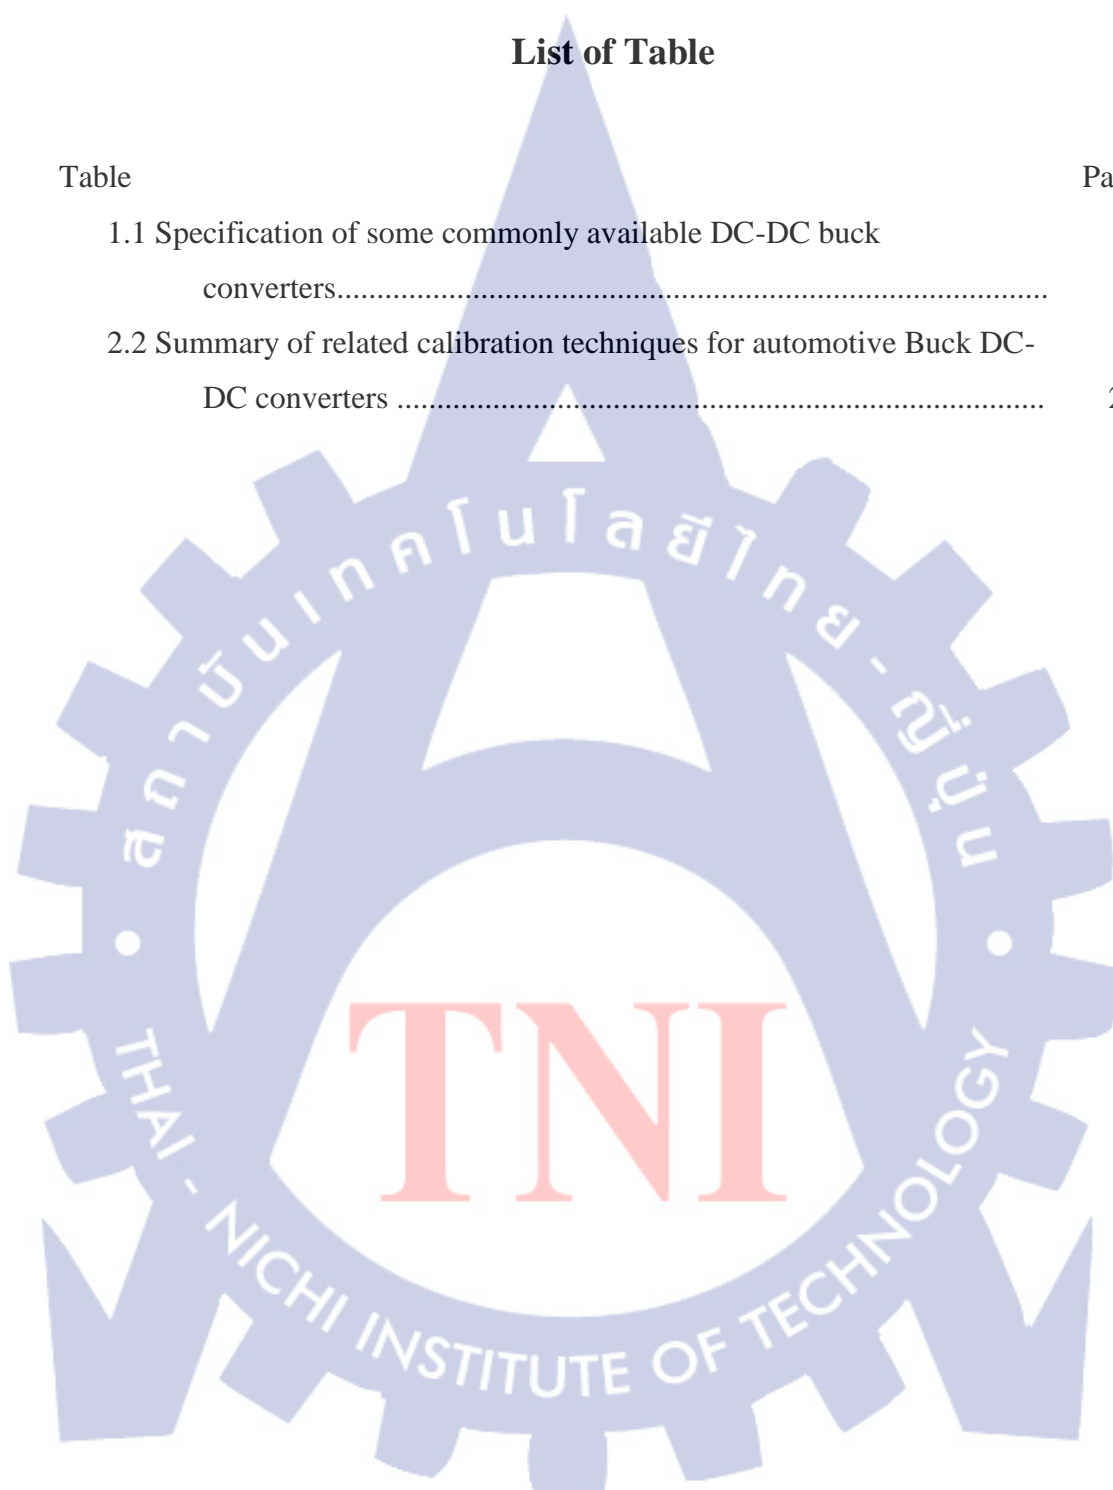 List of Table
Table Pa
1.1 Specification of some commonly available DC-DC buck
converters.........................................................................................
2.2 Summary of related calibration techniques for automotive Buck DC-
DC converters ................................................................................. 2
สถาบันเทคโนโลยีไทย - ญี่ปุ่น
TNI
THAI - NICHI INSTITUTE OF TECHNOLOGY